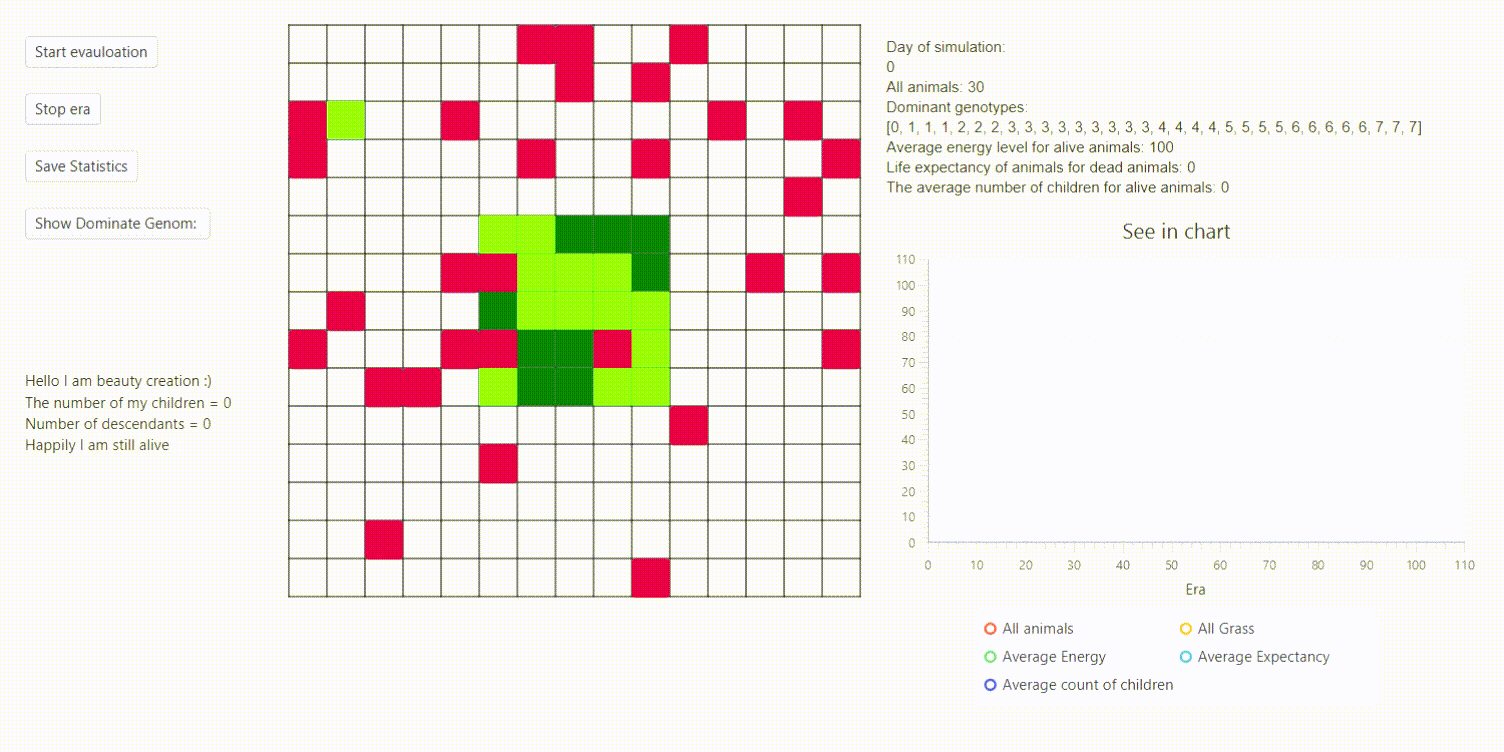 Start evauloation
Stop era
Save Statistics
Show Dominate Genom:
Hello I am beauty creation :)
The number of my children = 0
Number of descendants = 0
Happily I am still alive
Day of simulation:
0
All animals: 30
Dominant genotypes:
[0, 1, 1, 1, 2, 2, 2, 3, 3, 3, 3, 3, 3, 3, 3, 3, 3, 4, 4, 4, 4, 5, 5, 5, 5, 6, 6, 6, 6, 6, 7, 7, 7]
Average energy level for alive animals: 100
Life expectancy of animals for dead animals: 0
The average number of children for alive animals: 0
See in chart
110
100
90
80
70
60
50
40
30
20
10
0
0 10 20 30 40 50 60 70 80 90 100 110
Era
All animals All Grass
Average Energy Average Expectancy
Average count of children